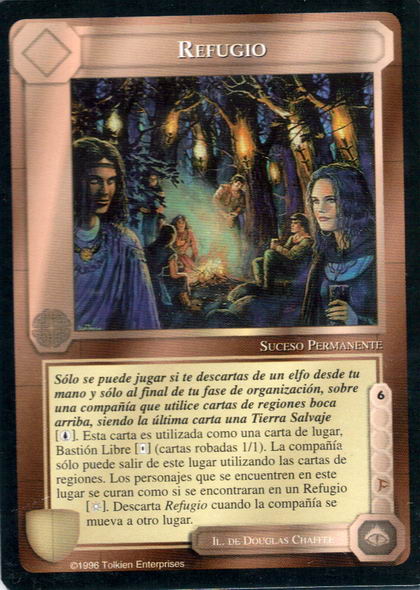 Refugio
Suceso Permanente
Sólo se puede jugar si te descartas de un elfo desde tu
mano y sólo al final de tu fase de organización, sobre
una compañía que utilice cartas de regiones boca
arriba, siendo la última carta una Tierra Salvaje
[ ]. Esta carta es utilizada como una carta de lugar,
Bastión Libre [ ] (cartas robadas 1/1). La compañía
sólo puede salir de este lugar utilizando las cartas de
regiones. Los personajes que se encuentren en este
lugar se curan como si se encontraran en un Refugio
[ ]. Descarta Refugio cuando la compañía se
mueva a otro lugar.
6
Il. de Douglas Chaffee
©1996 Tolkien Enterprises